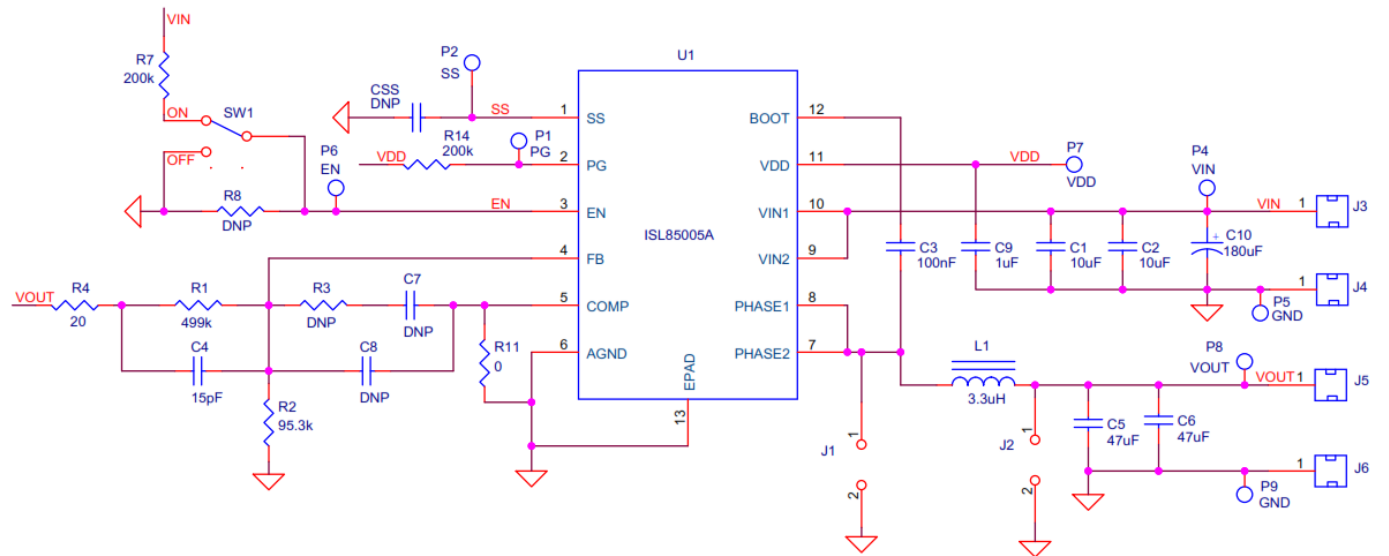 VIN
R7
200k
ON
SW1
OFF
R8
DNP
P6
EN
EN
CSS
DNP
P2
SS
SS
VDD
R14
200k
P1
PG
VOUT
R4
20
R1
499k
C4
15pF
R3
DNP
C7
DNP
C8
DNP
R2
95.3k
R11
0
U1
ISL85005A
1 SS
2 PG
3 EN
4 FB
5 COMP
6 AGND
EPAD
13
BOOT 12
VDD 11
VIN1 10
VIN2 9
PHASE1 8
PHASE2 7
VDD
P7
VDD
P4
VIN
VIN 1 J3
C3
100nF
C9
1uF
C1
10uF
C2
10uF
+
C10
180uF
1 J4
P5
GND
L1
3.3uH
J1
1
2
J2
1
2
C5
47uF
C6
47uF
P8
VOUT
VOUT 1 J5
1 J6
P9
GND